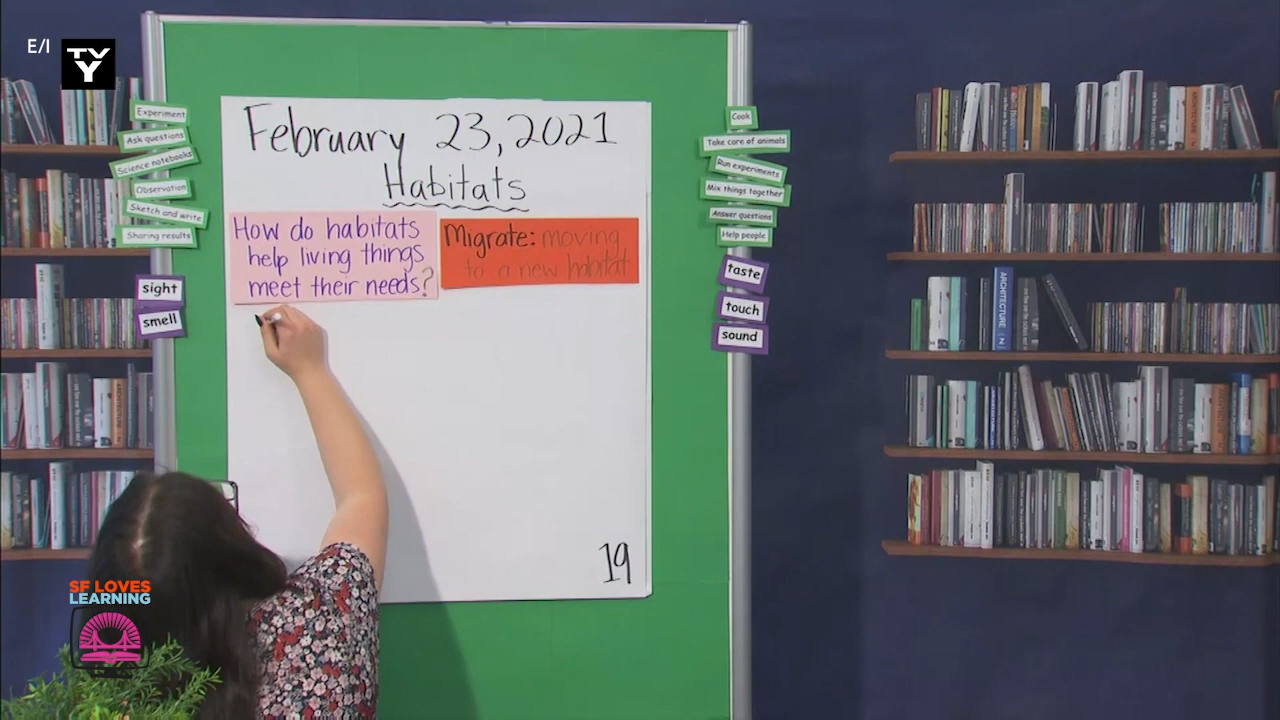 E/I
TV
Y
Experiment
Ask questions
Science notebooks
Observation
Sketch and write
Sharing results
sight
smell
February 23, 2021
Habitats
How do habitats
help living things
meet their needs?
Migrate: moving
to a new habitat
19
Cook
Take care of animals
Run experiments
Mix things together
Answer questions
Help people
taste
touch
sound
ARCHITECTURE
SF LOVES
LEARNING